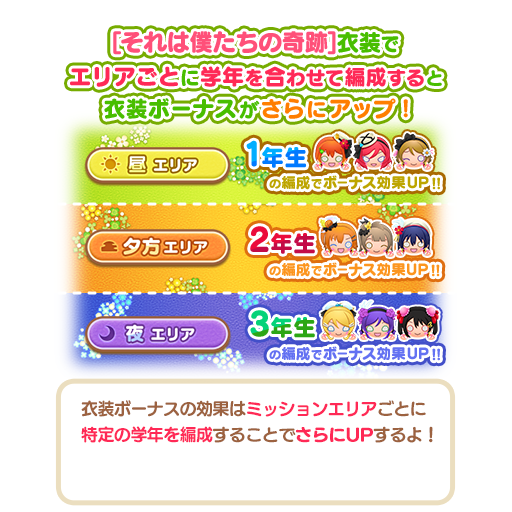 [それは僕たちの奇跡]衣装で
エリアごとに学年を合わせて編成すると
衣装ボーナスがさらにアップ！
昼 エリア
1年生
の編成でボーナス効果UP!!
夕方 エリア
2年生
の編成でボーナス効果UP!!
夜 エリア
3年生
の編成でボーナス効果UP!!
衣装ボーナスの効果はミッションエリアごとに
特定の学年を編成することでさらにUPするよ！